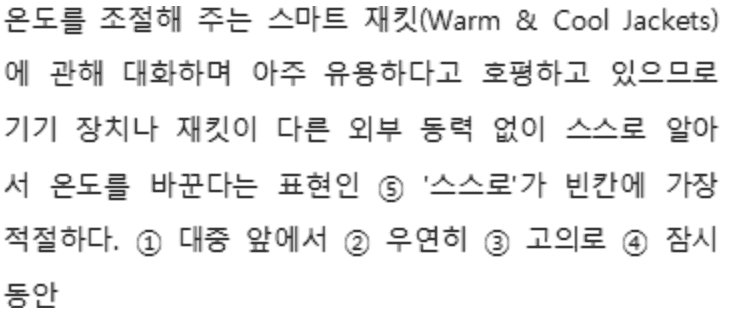 온도를 조절해 주는 스마트 재킷(Warm & Cool Jackets)
에 관해 대화하며 아주 유용하다고 호평하고 있으므로
기기 장치나 재킷이 다른 외부 동력 없이 스스로 알아
서 온도를 바꾼다는 표현인 ⑤ '스스로'가 빈칸에 가장
적절하다. ① 대중 앞에서 ② 우연히 ③ 고의로 ④ 잠시
동안